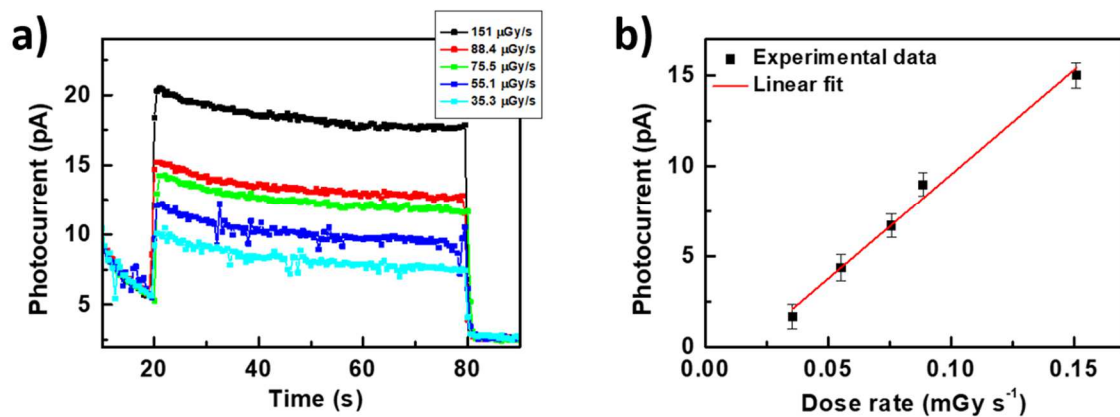 a)
151 μGy/s
88.4 μGy/s
75.5 μGy/s
55.1 μGy/s
35.3 μGy/s
20
15
10
5
Photocurrent (pA)
20
40
60
80
Time (s)
b)
Experimental data
Linear fit
15
10
5
0
Photocurrent (pA)
0.00
0.05
0.10
0.15
Dose rate (mGy s⁻¹)